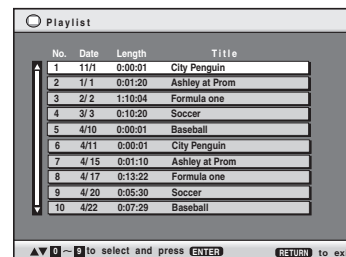 Playlist
No. Date Length Title
1 11/1 0:00:01 City Penguin
2 1/ 1 0:01:20 Ashley at Prom
3 2/ 2 1:10:04 Formula one
4 3/ 3 0:10:20 Soccer
5 4/10 0:00:01 Baseball
6 4/11 0:00:01 City Penguin
7 4/ 15 0:01:10 Ashley at Prom
8 4/ 17 0:13:22 Formula one
9 4/ 20 0:05:30 Soccer
10 4/22 0:07:29 Baseball
▲▼ 0 ~ 9 to select and press ENTER RETURN to ex